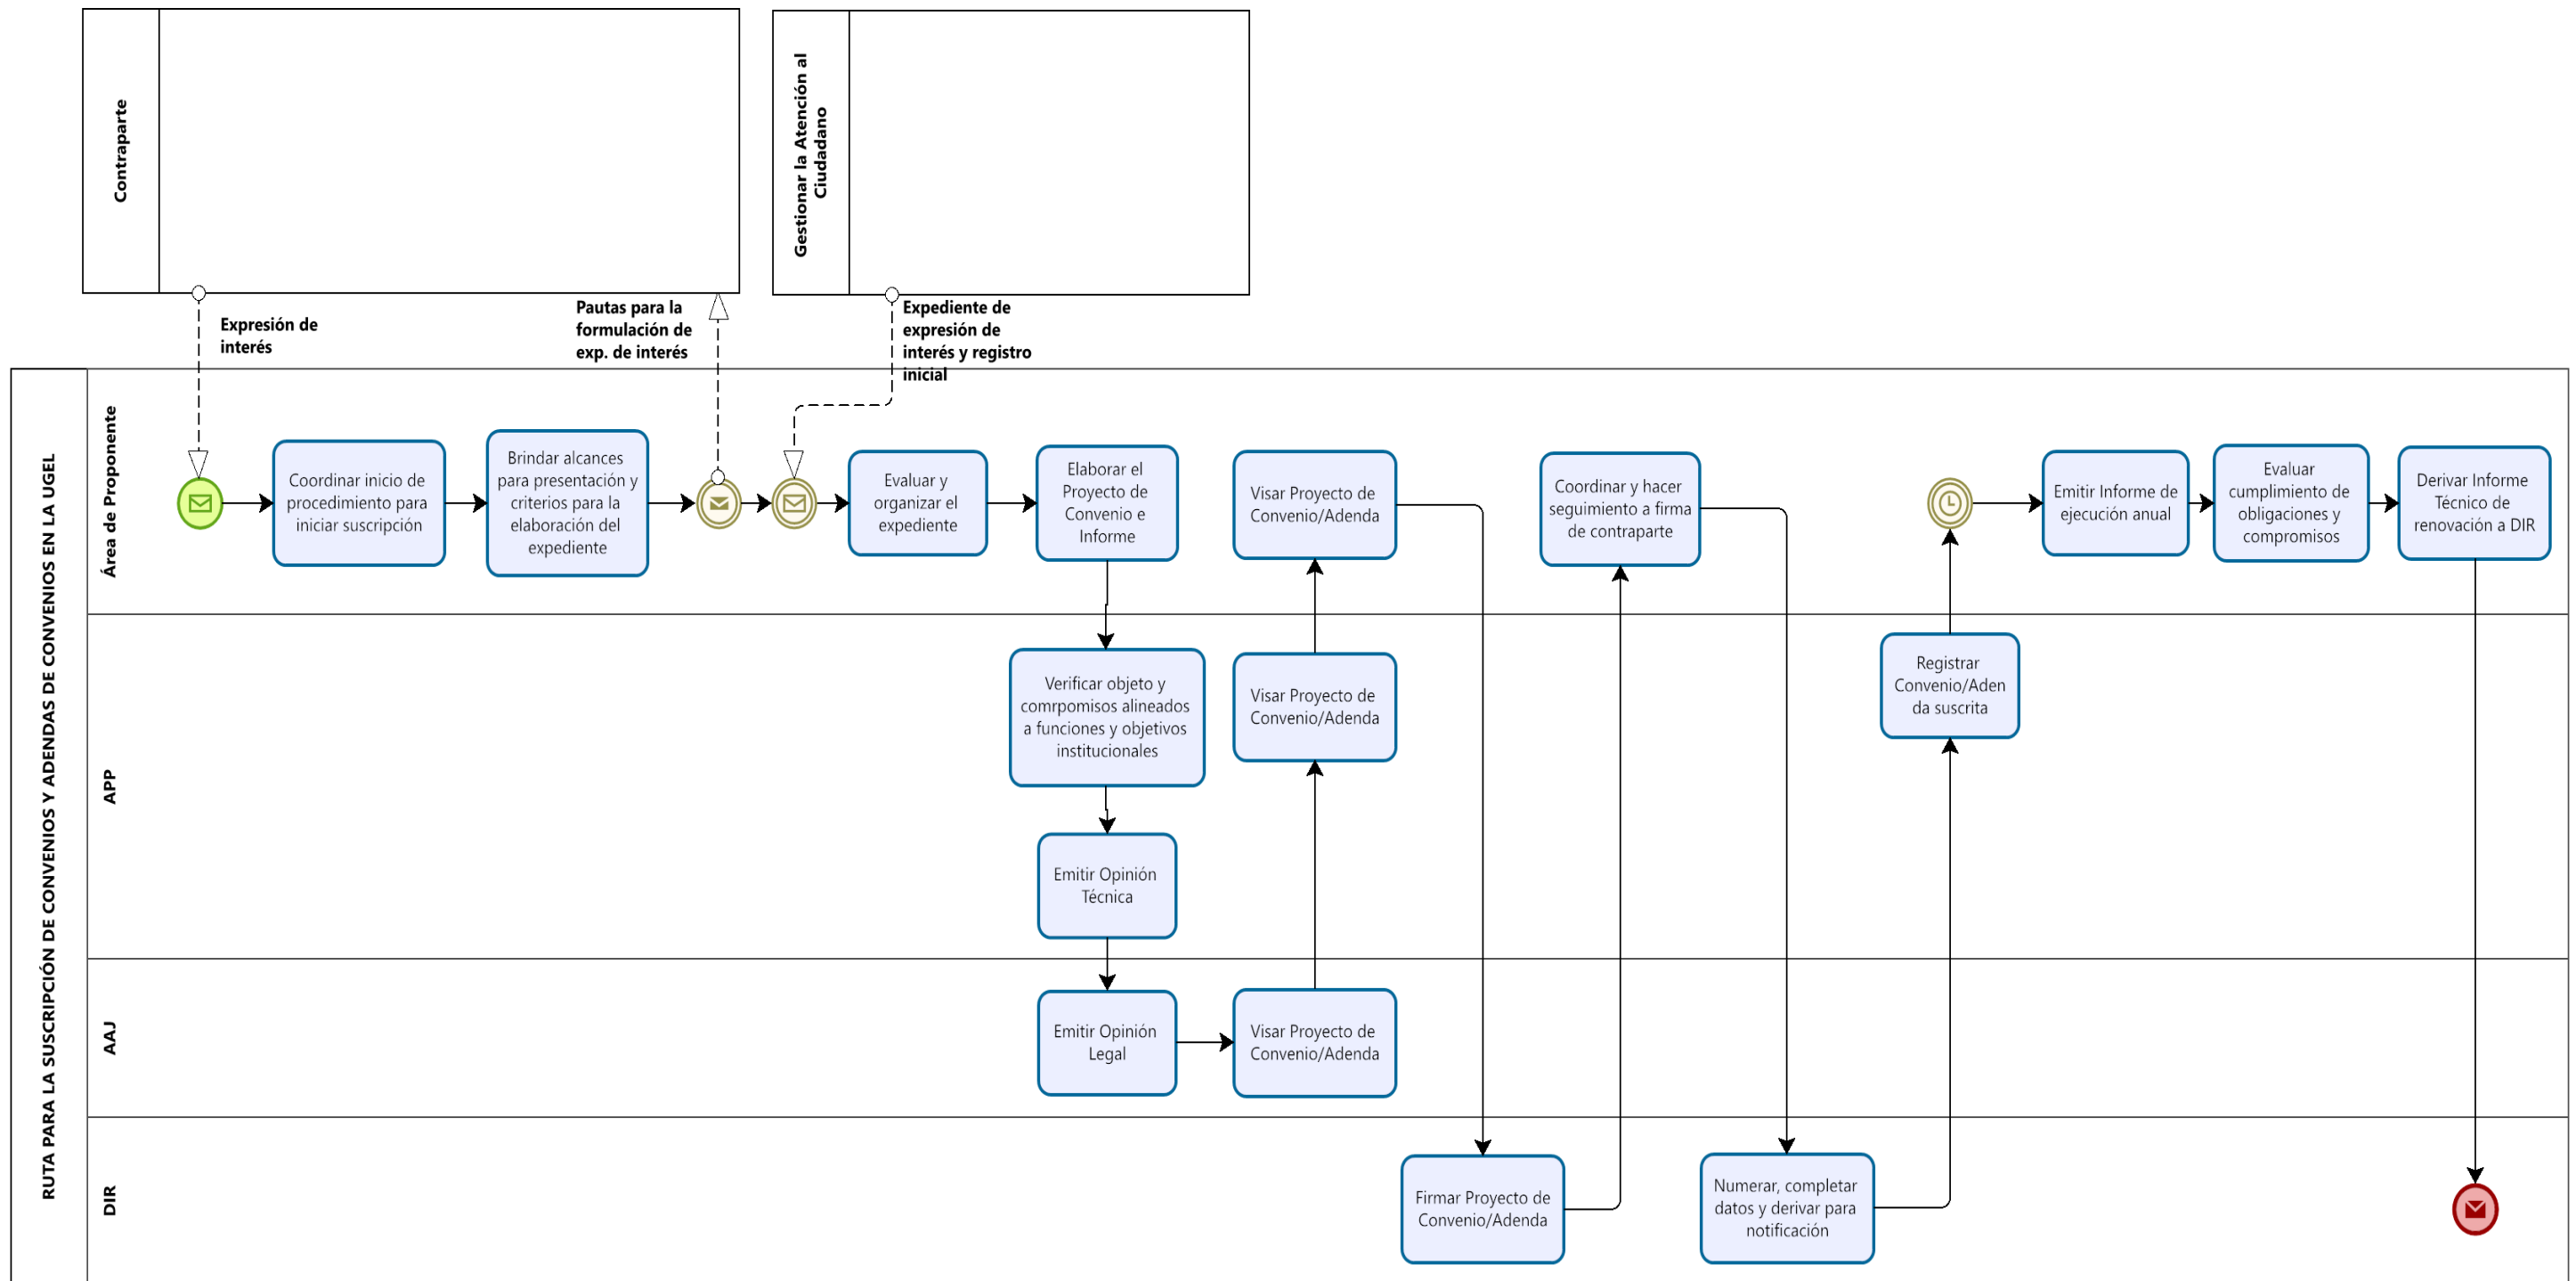 Contraparte
Gestionar la Atención al
Ciudadano
Expresión de
interés
Pautas para la
formulación de
exp. de interés
Expediente de
expresión de
interés y registro
inicial
RUTA PARA LA SUSCRIPCIÓN DE CONVENIOS Y ADENDAS DE CONVENIOS EN LA UGEL
Área de Proponente
Coordinar inicio de
procedimiento para
iniciar suscripción
Brindar alcances
para presentación y
criterios para la
elaboración del
expediente
Evaluar y
organizar el
expediente
Elaborar el
Proyecto de
Convenio e
Informe
Visar Proyecto de
Convenio/Adenda
Coordinar y hacer
seguimiento a firma
de contraparte
Emitir Informe de
ejecución anual
Evaluar
cumplimiento de
obligaciones y
compromisos
Derivar Informe
Técnico de
renovación a DIR
APP
Verificar objeto y
comrpomisos alineados
a funciones y objetivos
institucionales
Visar Proyecto de
Convenio/Adenda
Registrar
Convenio/Aden
da suscrita
Emitir Opinión
Técnica
AAJ
Emitir Opinión
Legal
Visar Proyecto de
Convenio/Adenda
DIR
Firmar Proyecto de
Convenio/Adenda
Numerar, completar
datos y derivar para
notificación